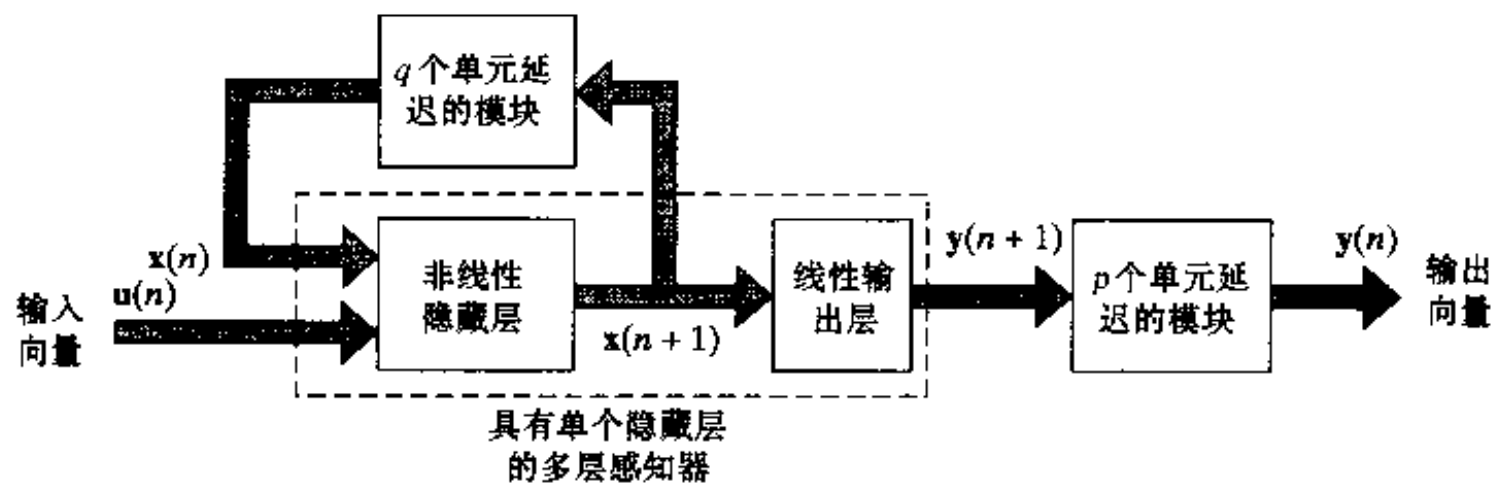 q个单元延
迟的模块
x(n)
u(n)
输入
向量
非线性
隐藏层
x(n + 1)
线性输
出层
y(n + 1)
p个单元延
迟的模块
y(n)
输出
向量
具有单个隐藏层
的多层感知器